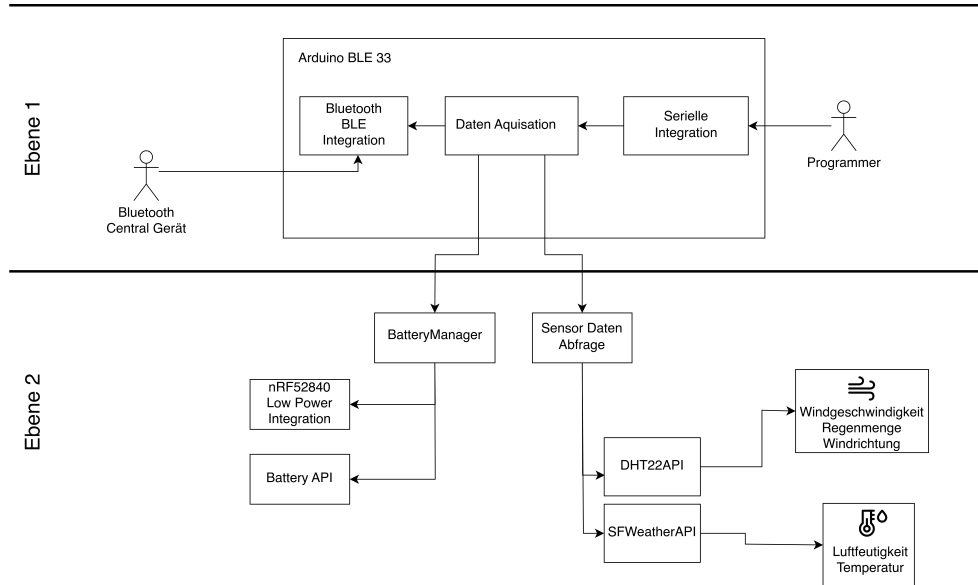 Ebene 1
Arduino BLE 33
Bluetooth
BLE
Integration
Daten Aquisation
Serielle
Integration
Programmer
Bluetooth
Central Gerät
Ebene 2
BatteryManager
Sensor Daten
Abfrage
nRF52840
Low Power
Integration
Battery API
DHT22API
SFWeatherAPI
Windgeschwindigkeit
Regenmenge
Windrichtung
Luftfeutigkeit
Temperatur